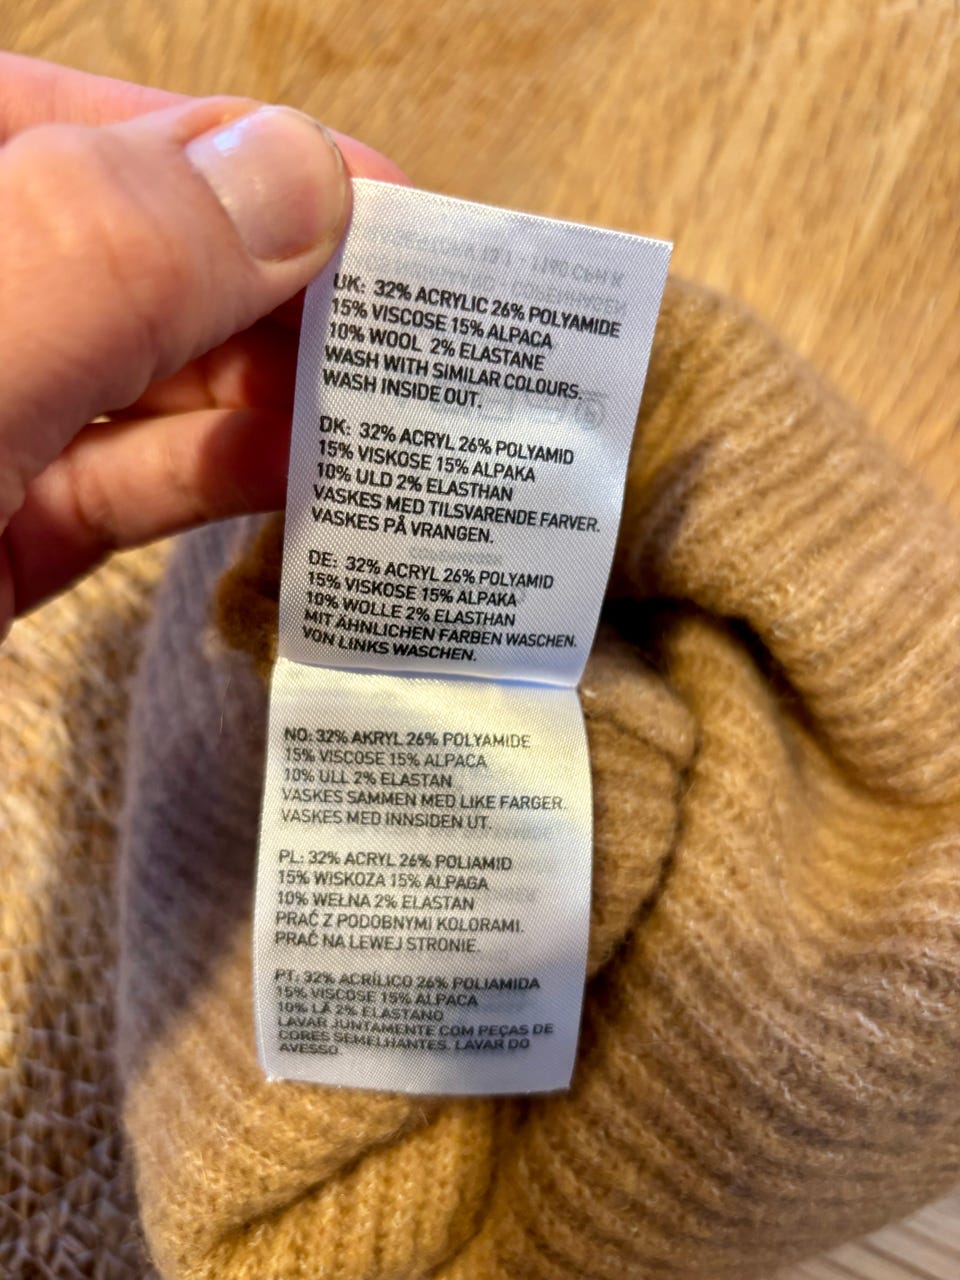 UK: 32% ACRYLIC 26% POLYAMIDE
15% VISCOSE 15% ALPACA
10% WOOL 2% ELASTANE
WASH WITH SIMILAR COLOURS.
WASH INSIDE OUT.
DK: 32% ACRYL 26% POLYAMID
15% VISKOSE 15% ALPAKA
10% ULD 2% ELASTHAN
VASKES MED TILSVARENDE FARVER.
VASKES PÅ VRANGEN.
DE: 32% ACRYL 26% POLYAMID
15% VISKOSE 15% ALPAKA
10% WOLLE 2% ELASTHAN
MIT ÄHNLICHEN FARBEN WASCHEN.
VON LINKS WASCHEN.
NO: 32% AKRYL 26% POLYAMIDE
15% VISCOSE 15% ALPACA
10% ULL 2% ELASTAN
VASKES SAMMEN MED LIKE FARGER.
VASKES MED INNSIDEN UT.
PL: 32% ACRYL 26% POLIAMID
15% WISKOZA 15% ALPAGA
10% WEŁNA 2% ELASTAN
PRAĆ Z PODOBNYMI KOLORAMI.
PRAĆ NA LEWEJ STRONIE.
PT: 32% ACRÍLICO 26% POLIAMIDA
15% VISCOSE 15% ALPACA
10% LÃ 2% ELASTANO
LAVAR JUNTAMENTE COM PEÇAS DE
CORES SEMELHANTES. LAVAR DO
AVESSO.